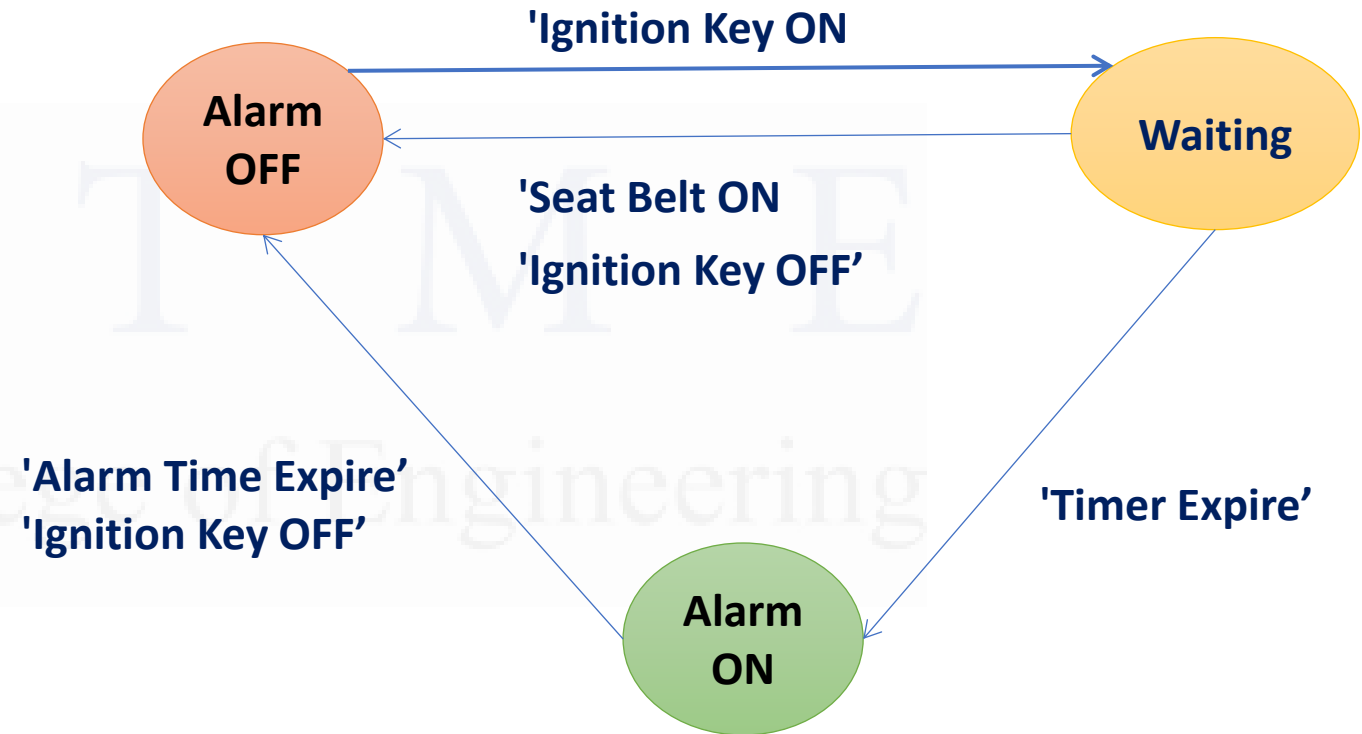 'Ignition Key ON
Alarm
OFF
Waiting
'Seat Belt ON
'Ignition Key OFF’
T M E
'Alarm Time Expire’
'Ignition Key OFF’
ege of Engineering
'Timer Expire’
Alarm
ON